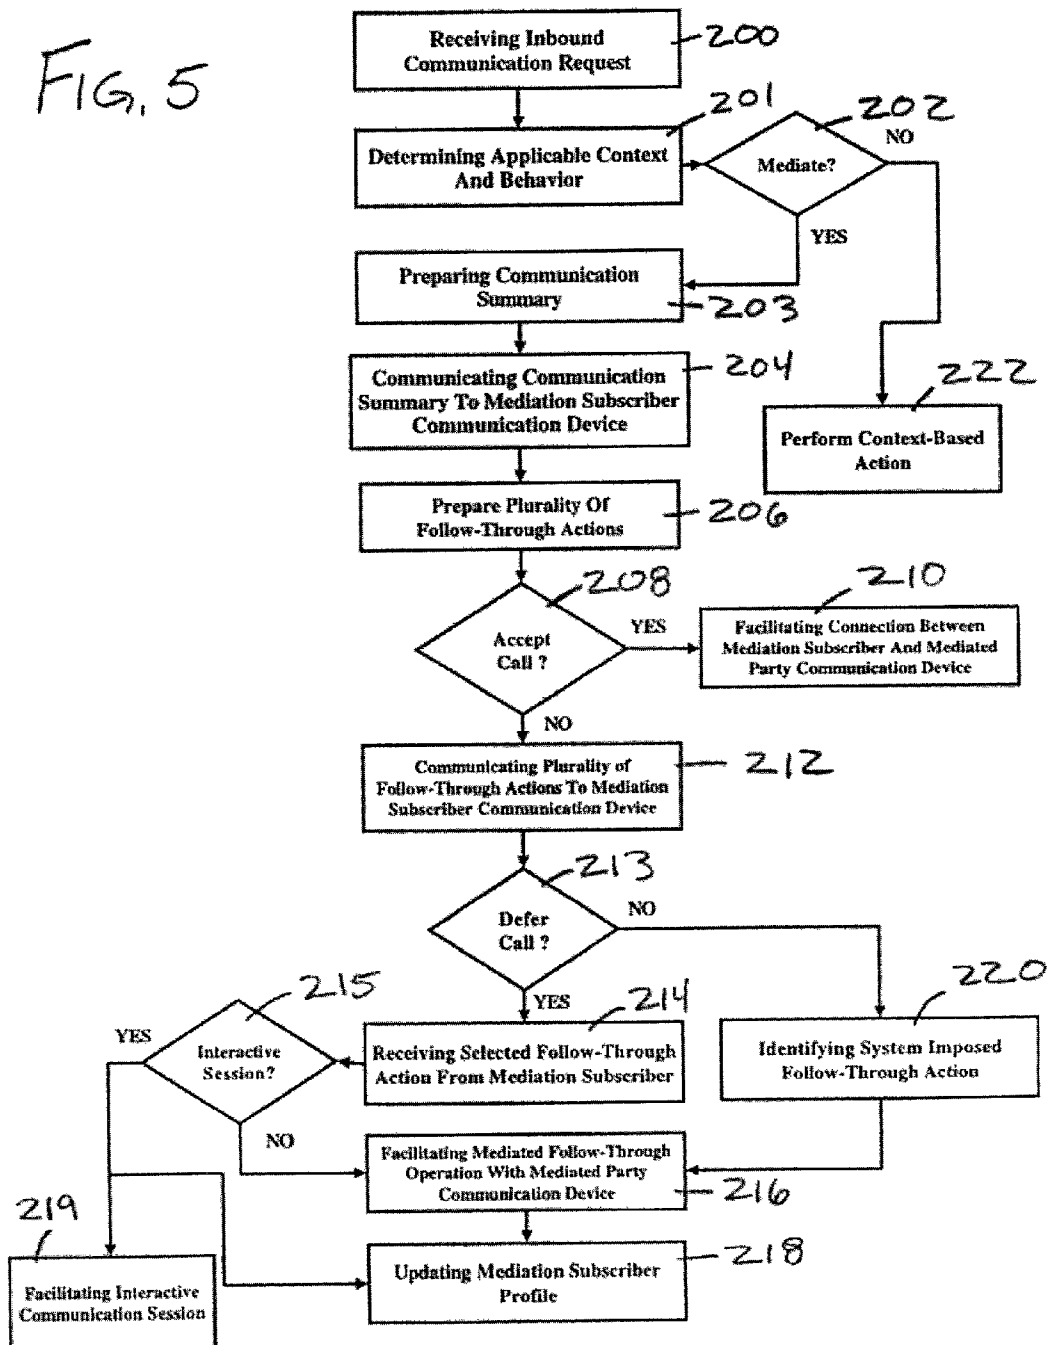 FIG. 5
Receiving Inbound
Communication Request
200
201
Determining Applicable Context
And Behavior
202
Mediate?
NO
YES
Preparing Communication
Summary
203
204
Communicating Communication
Summary To Mediation Subscriber
Communication Device
222
Perform Context-Based
Action
Prepare Plurality Of
Follow-Through Actions
206
208
Accept
Call ?
YES
NO
210
Facilitating Connection Between
Mediation Subscriber And Mediated
Party Communication Device
Communicating Plurality of
Follow-Through Actions To Mediation
Subscriber Communication Device
212
213
Defer
Call ?
NO
YES
214
Receiving Selected Follow-Through
Action From Mediation Subscriber
220
Identifying System Imposed
Follow-Through Action
215
Interactive
Session?
YES
NO
Facilitating Mediated Follow-Through
Operation With Mediated Party
Communication Device
216
219
Facilitating Interactive
Communication Session
Updating Mediation Subscriber
Profile
218